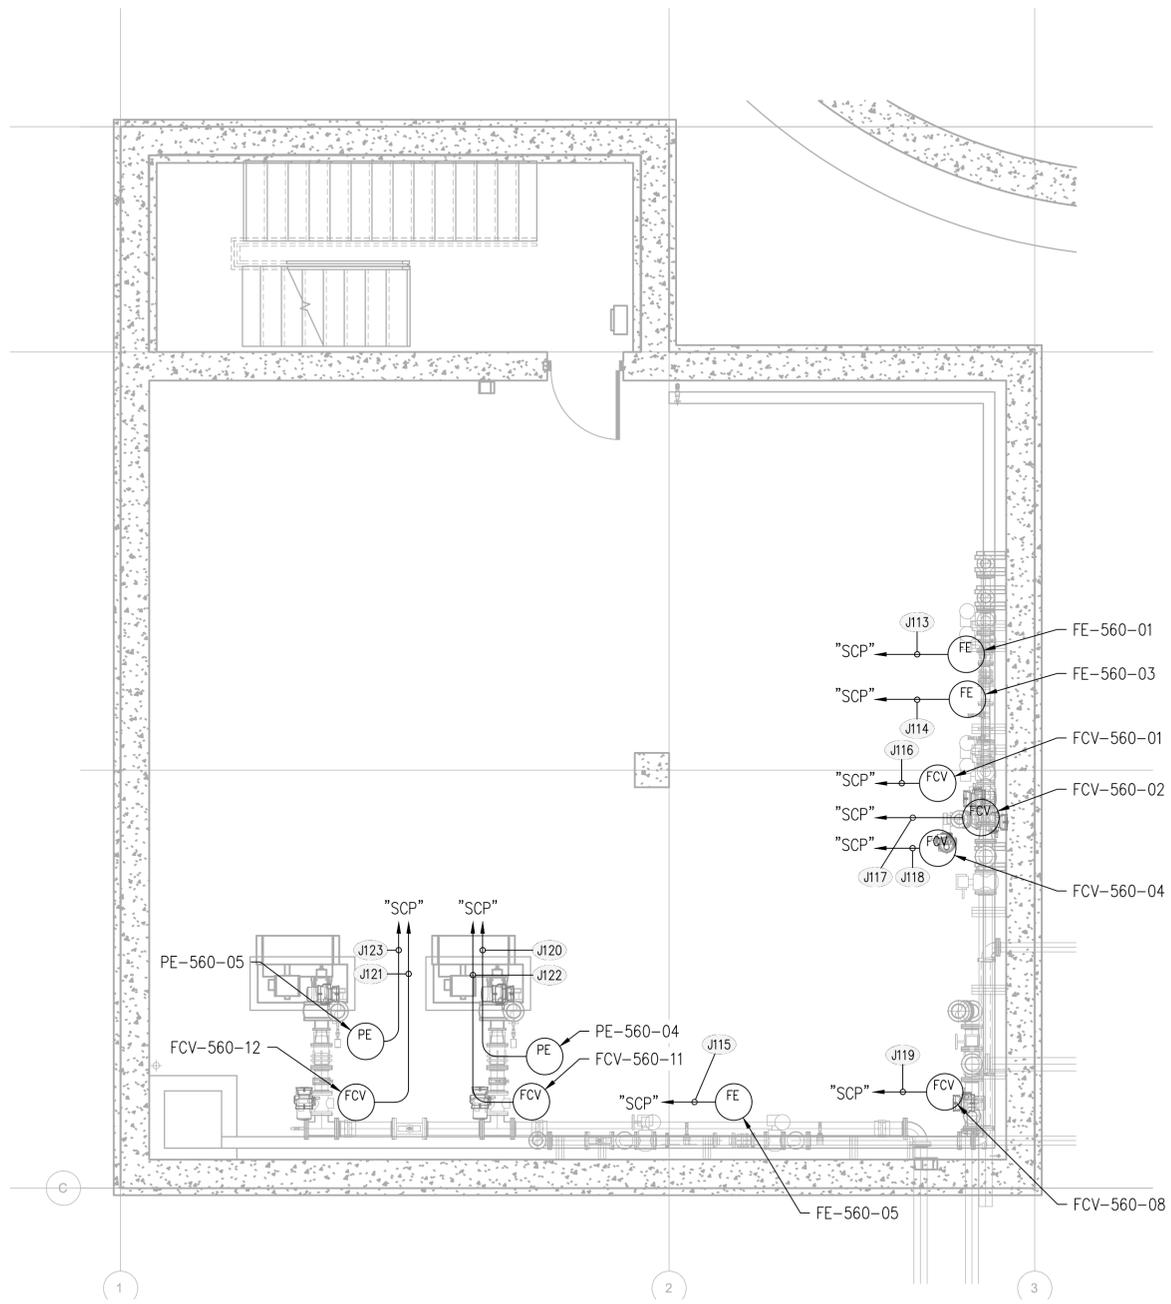 J113
FE-560-01
"SCP"
FE
FE-560-03
"SCP"
FE
J114
FCV-560-01
J116
"SCP"
FCV
FCV-560-02
"SCP"
FCV
"SCP"
FCV
J117
J118
FCV-560-04
"SCP"
"SCP"
J123
J120
PE-560-05
J121
J122
PE
PE-560-04
PE
FCV-560-12
FCV-560-11
J115
J119
FCV
FCV
"SCP"
FE
"SCP"
FCV
C
FE-560-05
FCV-560-08
1
2
3